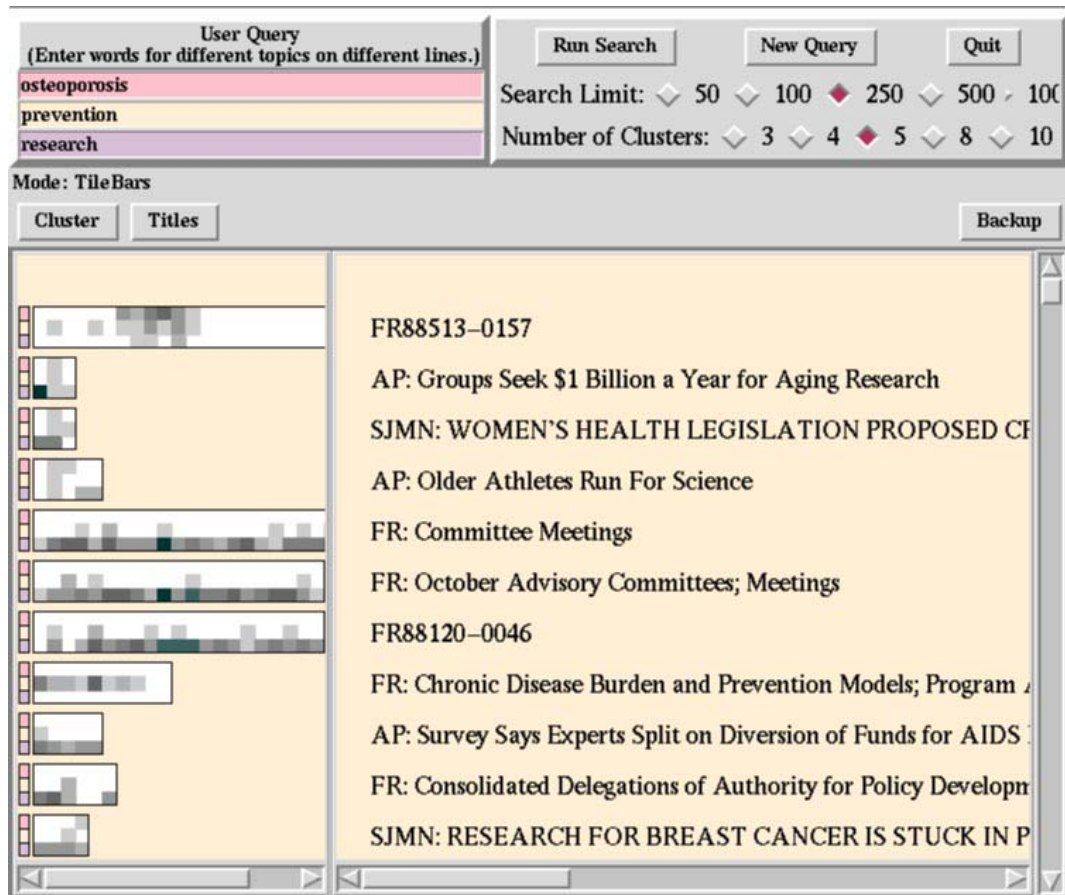 User Query
(Enter words for different topics on different lines.)
osteoporosis
prevention
research
Run Search New Query Quit
Search Limit: 50 100 250 500
Number of Clusters: 3 4 5 8 10
Mode: TileBars
Cluster Titles Backup
FR88513-0157
AP: Groups Seek $1 Billion a Year for Aging Research
SJMN: WOMEN'S HEALTH LEGISLATION PROPOSED
AP: Older Athletes Run For Science
FR: Committee Meetings
FR: October Advisory Committees; Meetings
FR88120-0046
FR: Chronic Disease Burden and Prevention Models; Program
AP: Survey Says Experts Split on Diversion of Funds for AIDS
FR: Consolidated Delegations of Authority for Policy
SJMN: RESEARCH FOR BREAST CANCER IS STUCK IN